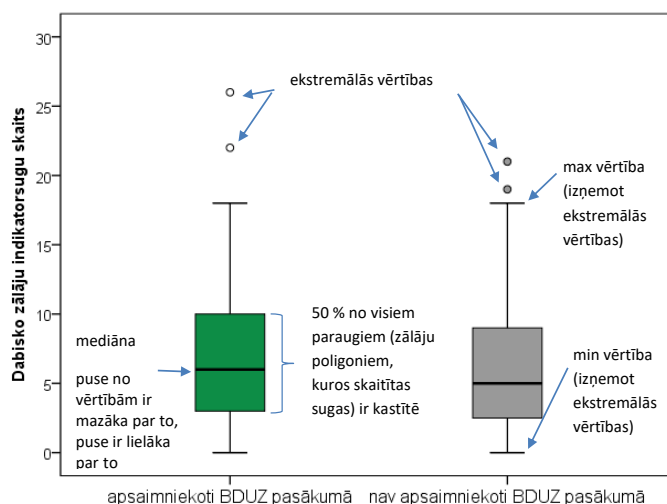 Dabisko zālāju indikatorsugu skaits
30
25
20
15
10
5
0
ekstremālās vērtības
max vērtība
(izņemot
ekstremālās
vērtības)
50 % no visiem
paraugiem (zālāju
poligoniem,
kuros skaitītas
sugas) ir kastītē
mediāna
puse no
vērtībām ir
mazāka par to,
puse ir lielāka
par to
min vērtība
(izņemot
ekstremālās
vērtības)
apsaimniekoti BDUZ pasākumā
nav apsaimniekoti BDUZ pasākumā